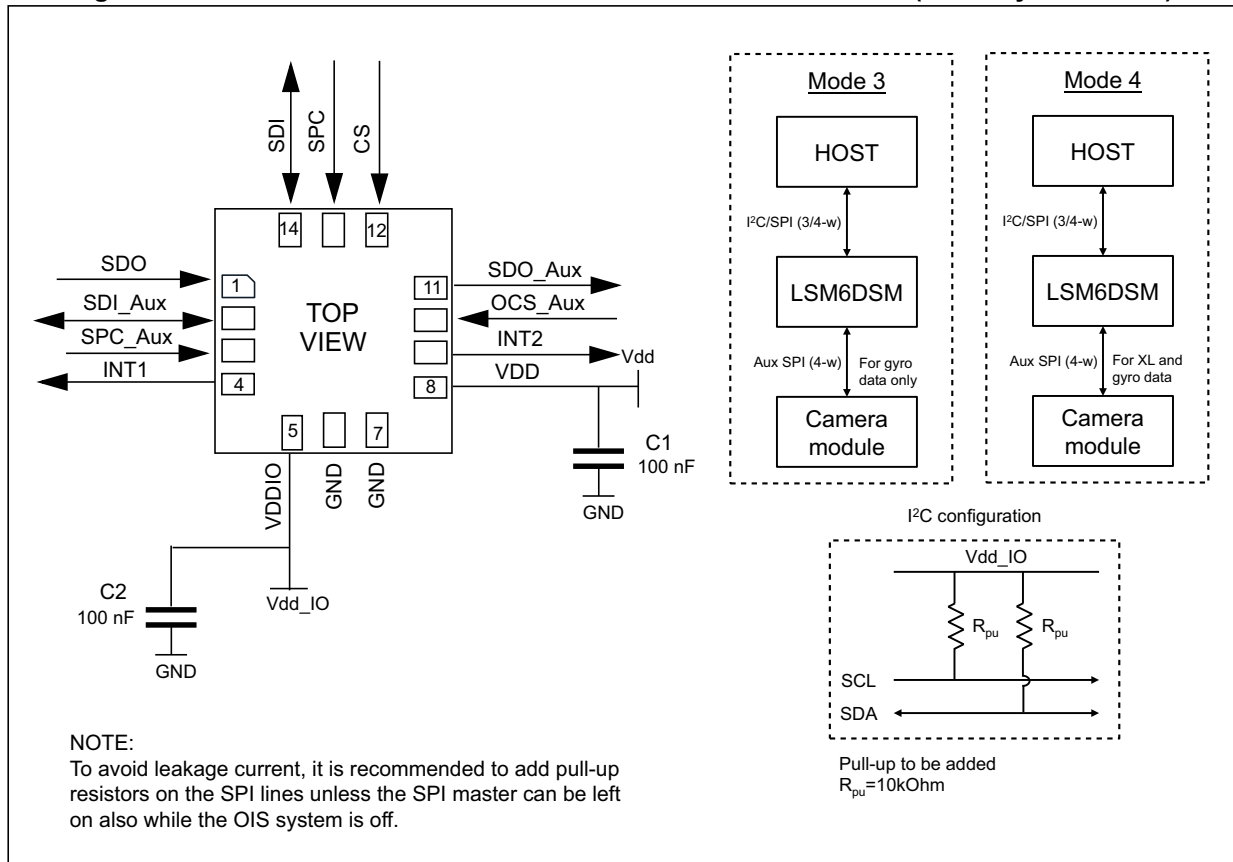 SDI
SPC
CS
14
12
SDO
1
SDI_Aux
SPC_Aux
INT1
4
TOP
VIEW
11
SDO_Aux
OCS_Aux
INT2
Vdd
VDD
8
5
7
VDDIO
GND
GND
C1
100 nF
GND
C2
100 nF
GND
Vdd_IO
NOTE:
To avoid leakage current, it is recommended to add pull-up
resistors on the SPI lines unless the SPI master can be left
on also while the OIS system is off.
Mode 3
HOST
I²C/SPI (3/4-w)
LSM6DSM
Aux SPI (4-w)
For gyro
data only
Camera
module
Mode 4
HOST
I²C/SPI (3/4-w)
LSM6DSM
Aux SPI (4-w)
For XL and
gyro data
Camera
module
I²C configuration
Vdd_IO
Rpu
Rpu
SCL
SDA
Pull-up to be added
Rpu=10kOhm